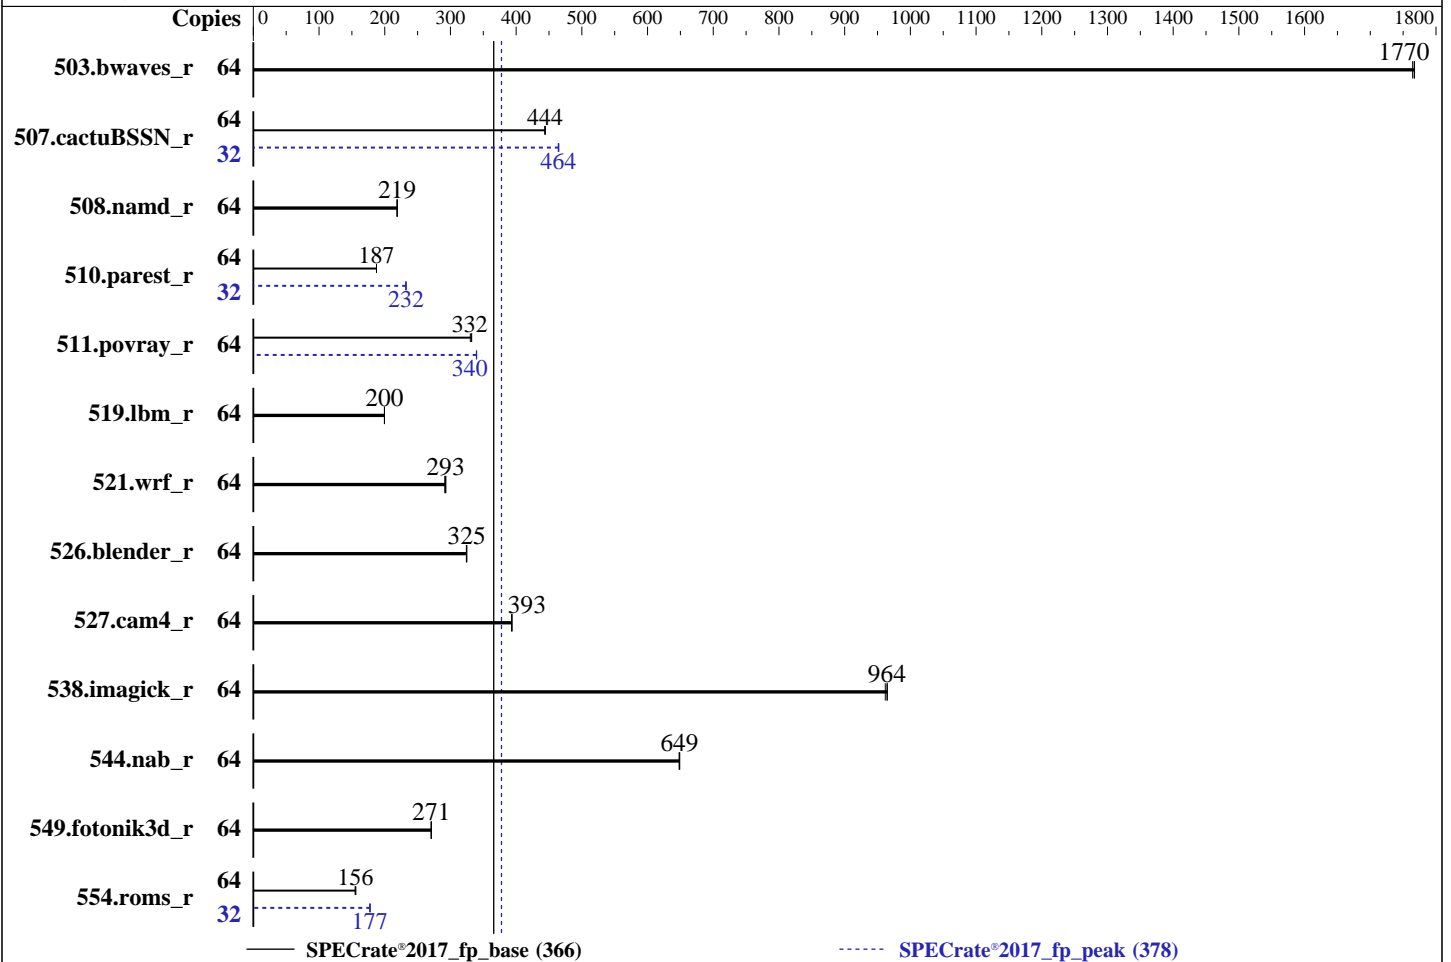 Copies 0 100 200 300 400 500 600 700 800 900 1000 1100 1200 1300 1400 1500 1600 1800
503.bwaves_r 64 1770
507.cactuBSSN_r 64 444
32 464
508.namd_r 64 219
510.parest_r 64 187
32 232
511.povray_r 64 332
340
519.lbm_r 64 200
521.wrf_r 64 293
526.blender_r 64 325
527.cam4_r 64 393
538.imagick_r 64 964
544.nab_r 64 649
549.fotonik3d_r 64 271
554.roms_r 64 156
32 177
SPECrate®2017_fp_base (366) SPECrate®2017_fp_peak (378)